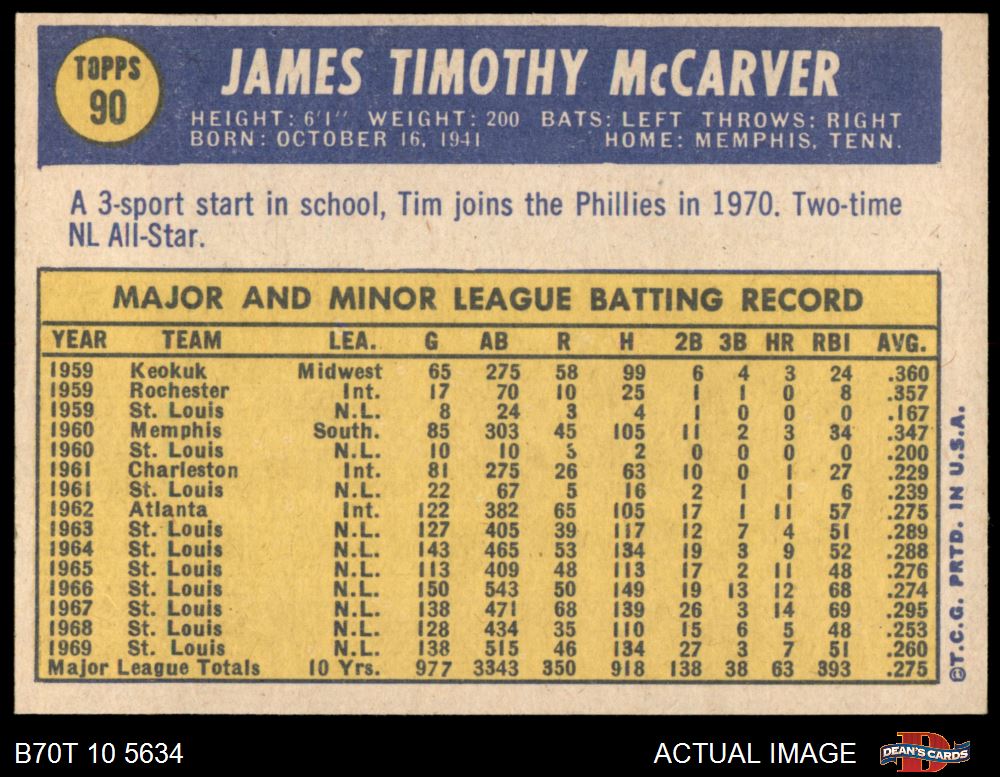 TOPPS
90
JAMES TIMOTHY McCARVER
HEIGHT: 6'1" WEIGHT: 200 BATS: LEFT THROWS: RIGHT
BORN: OCTOBER 16, 1941 HOME: MEMPHIS, TENN.
A 3-sport start in school, Tim joins the Phillies in 1970. Two-time
NL All-Star.
MAJOR AND MINOR LEAGUE BATTING RECORD
YEAR TEAM LEA. G AB R H 2B 3B HR RBI AVG.
1959 Keokuk Midwest 65 275 58 99 6 4 3 24 .360
1959 Rochester Int. 17 70 10 25 1 1 0 8 .357
1959 St. Louis N.L. 8 24 3 4 1 0 0 0 .167
1960 Memphis South. 85 303 45 105 11 2 3 34 .347
1960 St. Louis N.L. 10 10 3 2 0 0 0 0 .200
1961 Charleston Int. 81 275 26 63 10 0 1 27 .229
1961 St. Louis N.L. 22 67 5 16 2 1 1 6 .239
1962 Atlanta Int. 122 382 65 105 17 1 11 57 .275
1963 St. Louis N.L. 127 405 39 117 12 7 4 51 .289
1964 St. Louis N.L. 143 465 53 134 19 3 9 52 .288
1965 St. Louis N.L. 113 409 48 113 17 2 11 48 .276
1966 St. Louis N.L. 150 543 50 149 19 13 12 68 .274
1967 St. Louis N.L. 138 471 68 139 26 3 14 69 .295
1968 St. Louis N.L. 128 434 35 110 15 6 5 48 .253
1969 St. Louis N.L. 138 515 46 134 27 3 7 51 .260
Major League Totals 10 Yrs. 977 3343 350 918 138 38 63 393 .275
©T.C.G. PRTD. IN U.S.A.
B70T 10 5634
ACTUAL IMAGE
D
DEAN'S CARDS